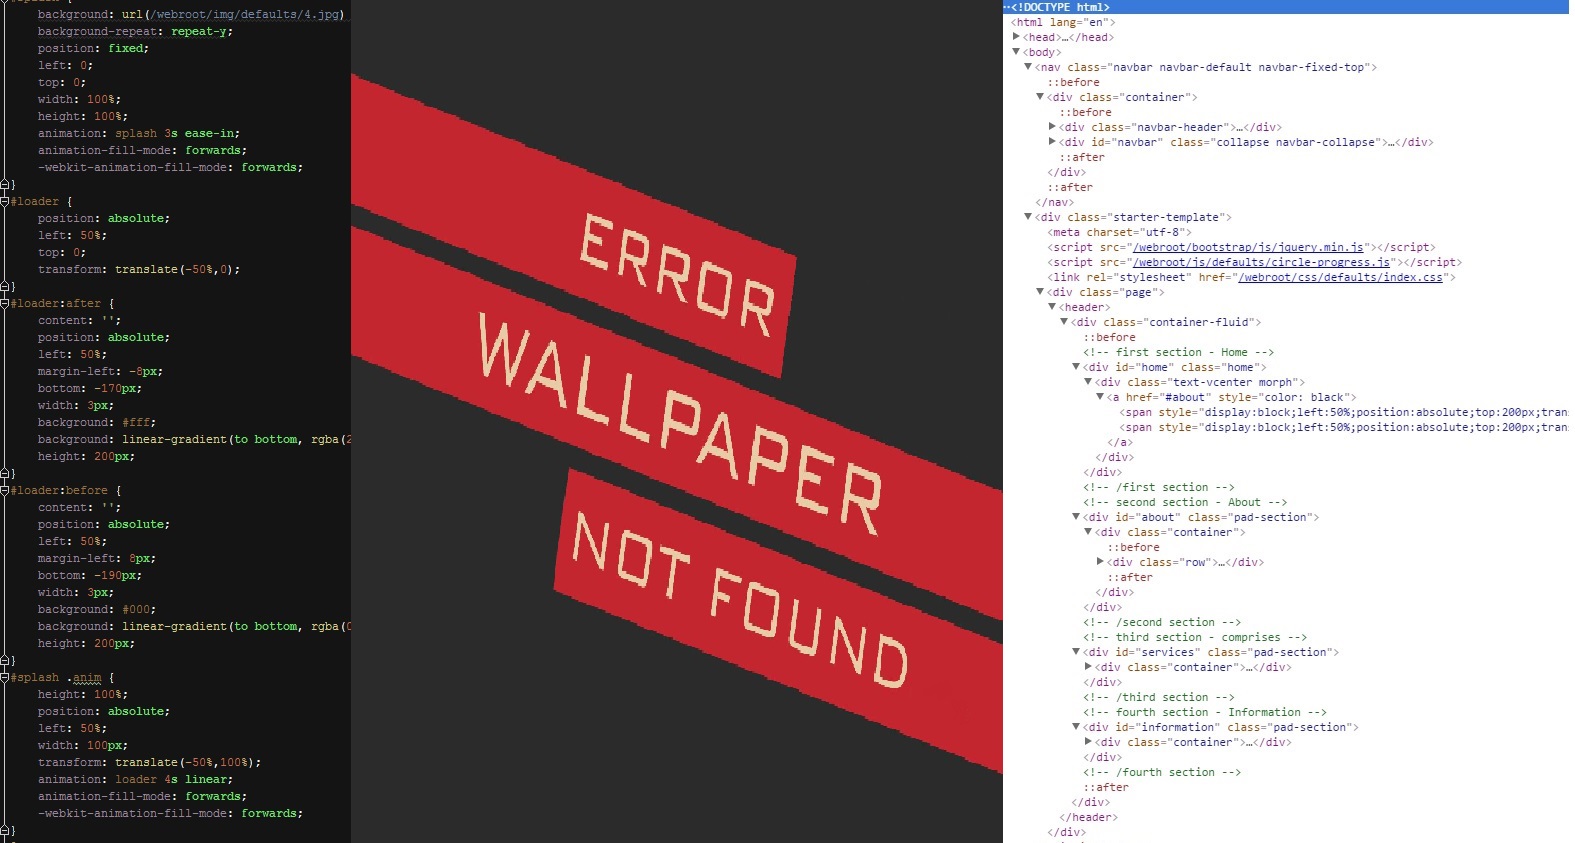 background: url(/webroot/img/defaults/4.jpg)
background-repeat: repeat-y;
position: fixed;
left: 0;
top: 0;
width: 100%;
height: 100%;
animation: splash 3s ease-in;
animation-fill-mode: forwards;
-webkit-animation-fill-mode: forwards;
}
#loader {
position: absolute;
left: 50%;
top: 0;
transform: translate(-50%,0);
}
#loader:after {
content: '';
position: absolute;
left: 50%;
margin-left: -8px;
bottom: -170px;
width: 3px;
background: #fff;
background: linear-gradient(to bottom, rgba(2
height: 200px;
}
#loader:before {
content: '';
position: absolute;
left: 50%;
margin-left: 8px;
bottom: -190px;
width: 3px;
background: #000;
background: linear-gradient(to bottom, rgba(0
height: 200px;
}
#splash .anim {
height: 100%;
position: absolute;
left: 50%;
width: 100px;
transform: translate(-50%,100%);
animation: loader 4s linear;
animation-fill-mode: forwards;
-webkit-animation-fill-mode: forwards;
}
ERROR
WALLPAPER
NOT FOUND
<!DOCTYPE html>
<html lang="en">
<head>…</head>
<body>
<nav class="navbar navbar-default navbar-fixed-top">
::before
<div class="container">
::before
<div class="navbar-header">…</div>
<div id="navbar" class="collapse navbar-collapse">…</div>
::after
</div>
::after
</nav>
<div class="starter-template">
<meta charset="utf-8">
<script src="/webroot/bootstrap/js/jquery.min.js"></script>
<script src="/webroot/js/defaults/circle-progress.js"></script>
<link rel="stylesheet" href="/webroot/css/defaults/index.css">
<div class="page">
<header>
<div class="container-fluid">
::before
<!-- first section - Home -->
<div id="home" class="home">
<div class="text-vcenter morph">
<a href="#about" style="color: black">
<span style="display:block;left:50%;position:absolute;top:200px;tran
<span style="display:block;left:50%;position:absolute;top:200px;tran
</a>
</div>
</div>
<!-- /first section -->
<!-- second section - About -->
<div id="about" class="pad-section">
<div class="container">
::before
<div class="row">…</div>
::after
</div>
</div>
<!-- /second section -->
<!-- third section - comprises -->
<div id="services" class="pad-section">
<div class="container">…</div>
</div>
<!-- /third section -->
<!-- fourth section - Information -->
<div id="information" class="pad-section">
<div class="container">…</div>
</div>
<!-- /fourth section -->
::after
</div>
</header>
</div>